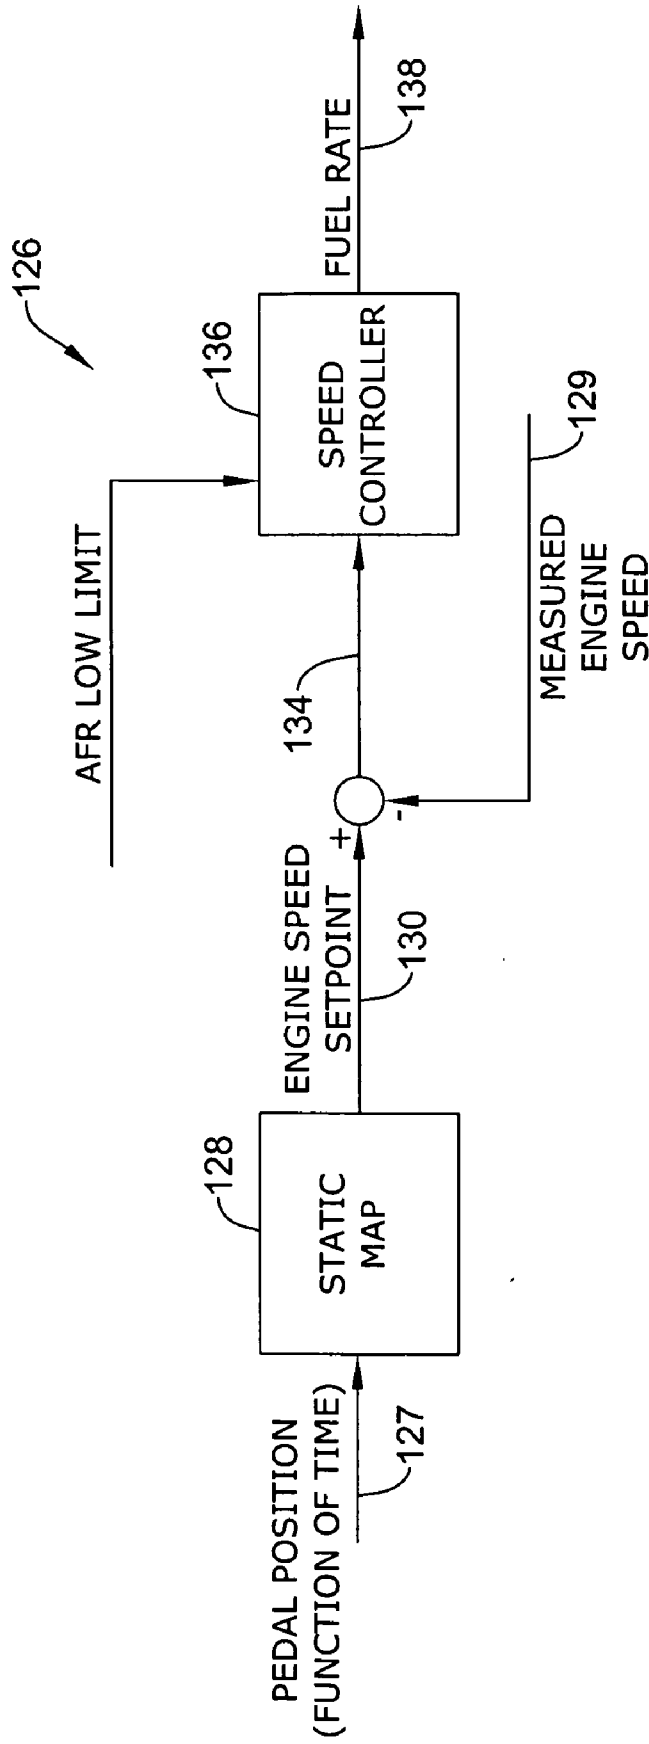 126
AFR LOW LIMIT
PEDAL POSITION
(FUNCTION OF TIME)
127
128
STATIC
MAP
ENGINE SPEED
SETPOINT
130
+
-
134
136
SPEED
CONTROLLER
FUEL RATE
138
129
MEASURED
ENGINE
SPEED